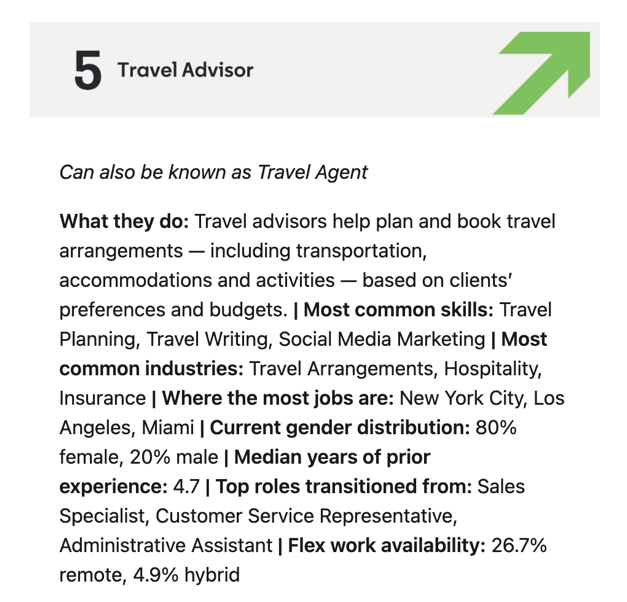 5 Travel Advisor
Can also be known as Travel Agent
What they do: Travel advisors help plan and book travel
arrangements — including transportation,
accommodations and activities — based on clients’
preferences and budgets. | Most common skills: Travel
Planning, Travel Writing, Social Media Marketing | Most
common industries: Travel Arrangements, Hospitality,
Insurance | Where the most jobs are: New York City, Los
Angeles, Miami | Current gender distribution: 80%
female, 20% male | Median years of prior
experience: 4.7 | Top roles transitioned from: Sales
Specialist, Customer Service Representative,
Administrative Assistant | Flex work availability: 26.7%
remote, 4.9% hybrid